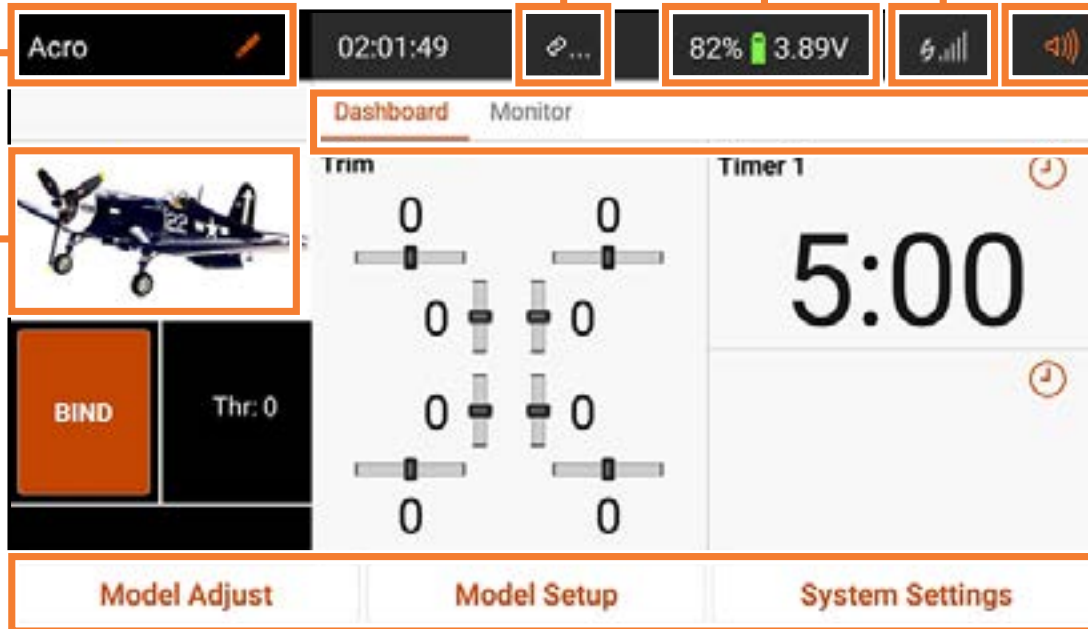 Acro 02:01:49 ... 82% 3.89V
Dashboard Monitor
Trim Timer 1
0 0
5:00
0 0
22
BIND Thr: 0
0 0
0 0
Model Adjust Model Setup System Settings